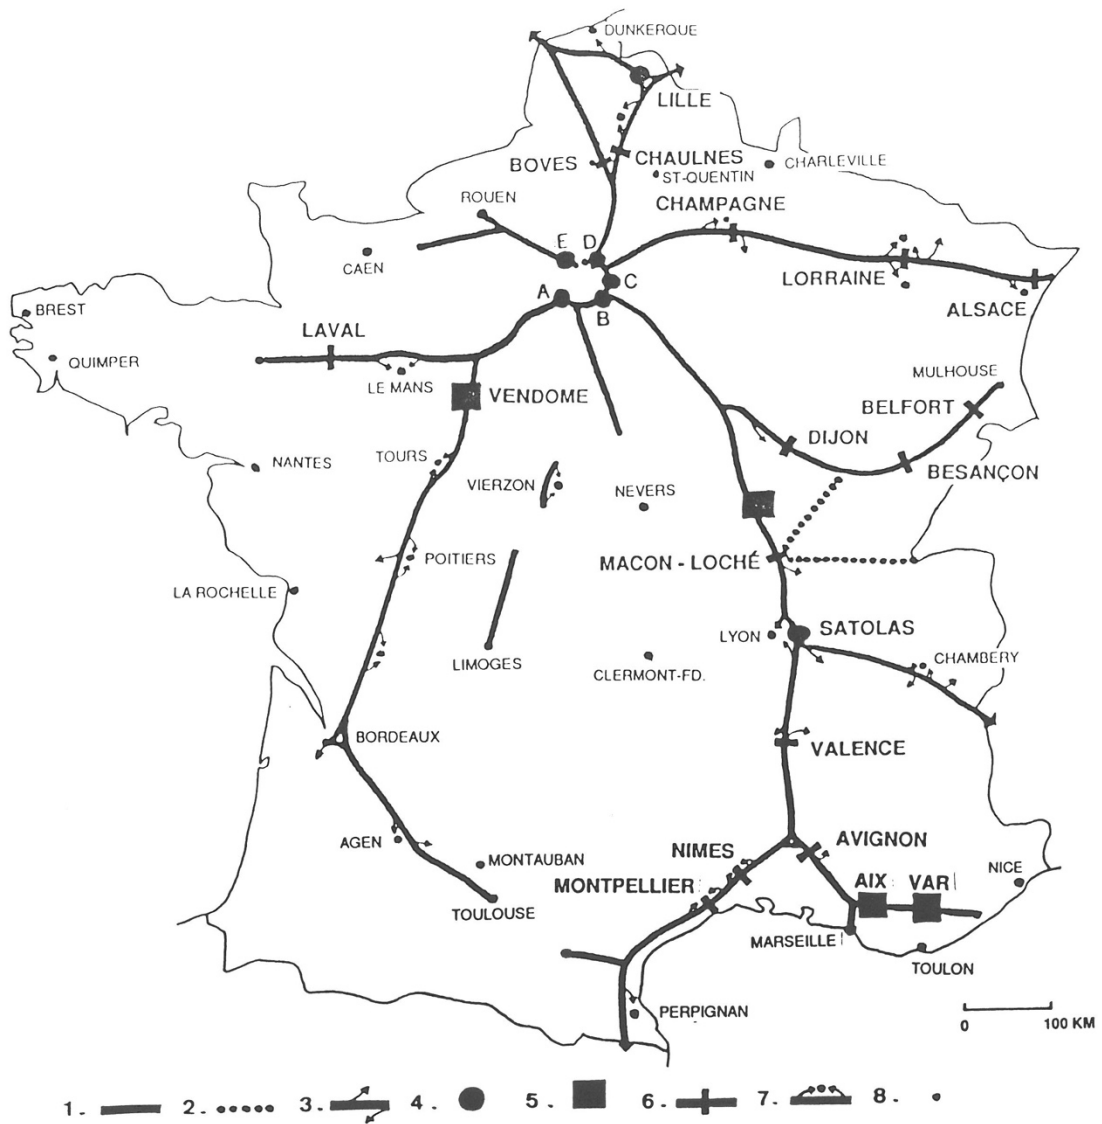 DUNKERQUE
LILLE
BOVES
CHAULNES
CHARLEVILLE
ST-QUENTIN
ROUEN
CHAMPAGNE
E D
CAEN
LORRAINE
C
A
B
ALSACE
BREST
LAVAL
QUIMPER
LE MANS
MULHOUSE
VENDOME
BELFORT
DIJON
TOURS
NANTES
BESANÇON
VIERZON
NEVERS
POITIERS
MACON - LOCHÉ
LA ROCHELLE
SATOLAS
LYON
LIMOGES
CHAMBERY
CLERMONT-FD.
BORDEAUX
VALENCE
AGEN
AVIGNON
NIMES
MONTAUBAN
NICE
MONTPELLIER
AIX
VAR
TOULOUSE
MARSEILLE
TOULON
PERPIGNAN
0 100 KM
1. 2. 3. 4. 5. 6. 7. 8.